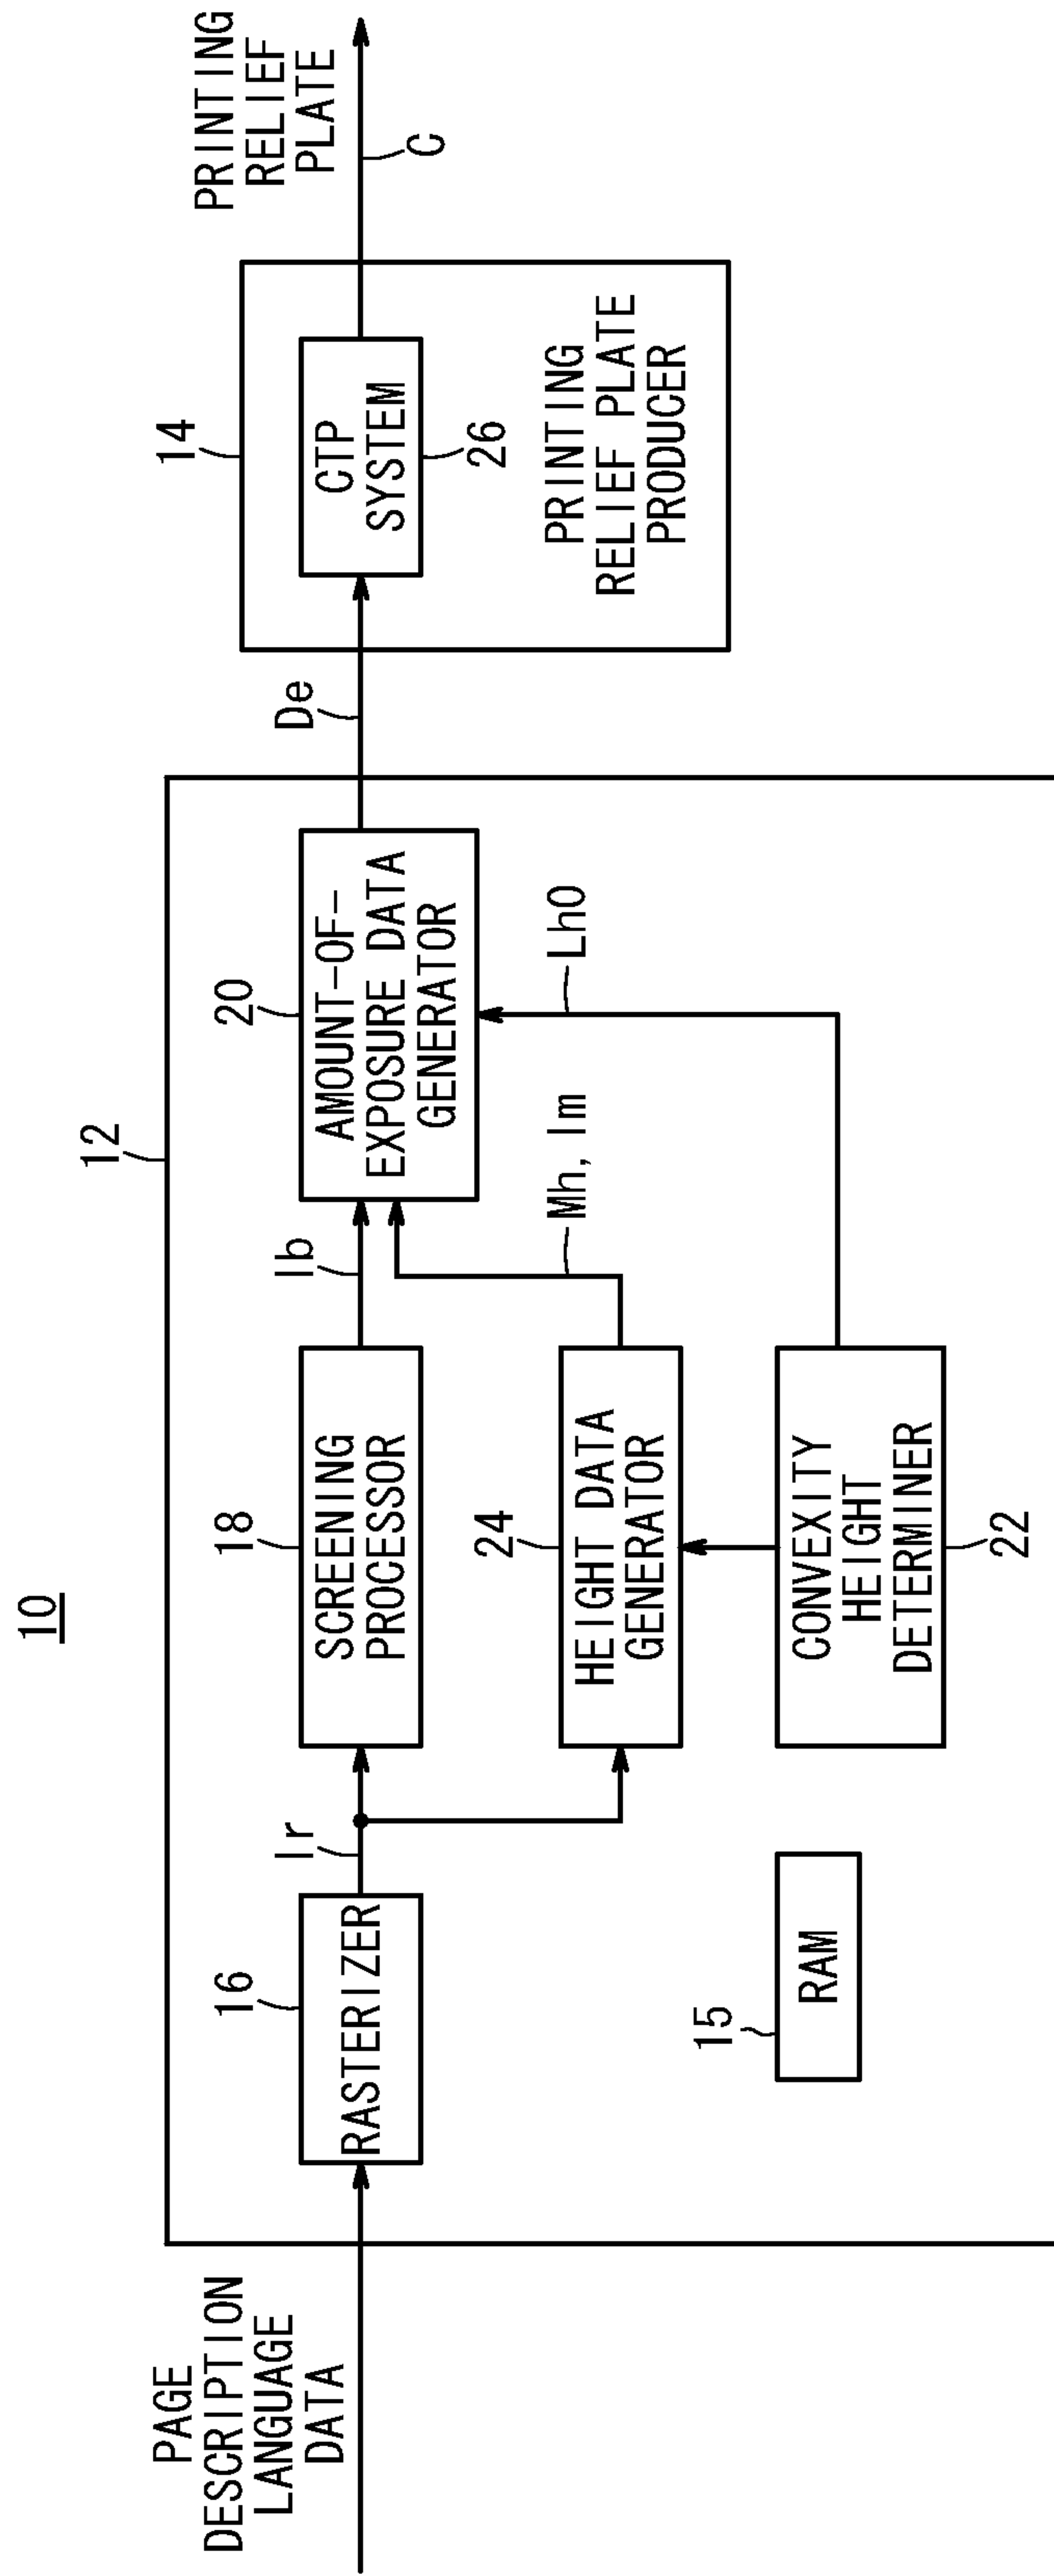 10
12
14
PAGE
DESCRIPTION
LANGUAGE
DATA
16
RASTERIZER
Ir
18
SCREENING
PROCESSOR
Ib
20
AMOUNT-OF-
EXPOSURE DATA
GENERATOR
De
CTP
SYSTEM
26
PRINTING
RELIEF PLATE
PRODUCER
PRINTING
RELIEF
PLATE
C
24
HEIGHT DATA
GENERATOR
Mh, Im
Lh0
15
RAM
CONVEXITY
HEIGHT
DETERMINER
22